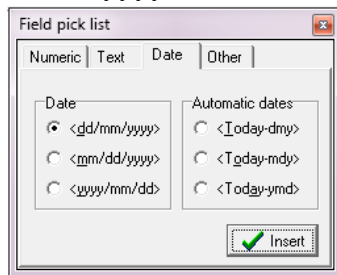 Field pick list
Numeric Text Date Other
Date Automatic dates
<dd/mm/yyyy> <Today-dmy>
<mm/dd/yyyy> <Today-mdy>
<yyyy/mm/dd> <Today-ymd>
Insert